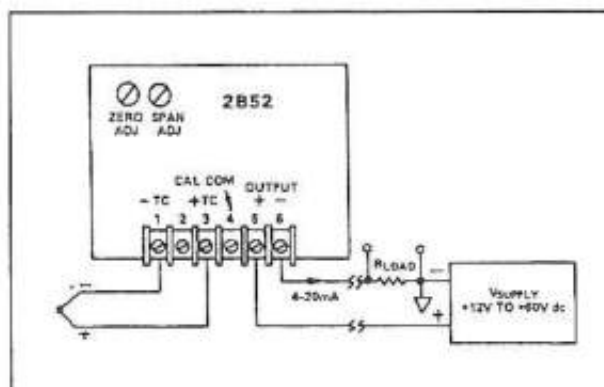 2B52
ZERO SPAN
ADJ ADJ
CAL COM OUTPUT
- TC +TC + -
1 2 3 4 5 6
-
+
4-20mA
RLOAD
-
+
VSUPPLY
+12V TO +60V dc